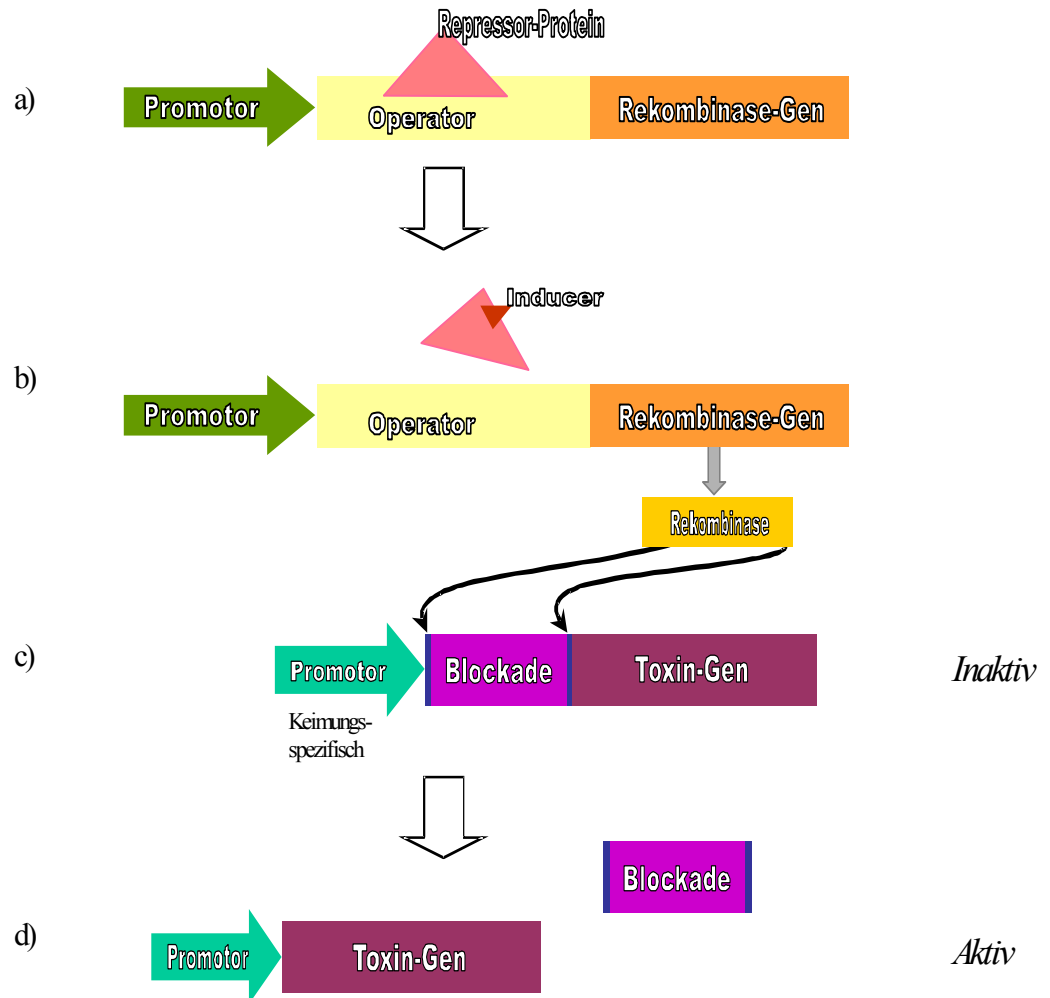 Repressor-Protein
a)
Promotor
Operator
Rekombinase-Gen
Inducer
b)
Promotor
Operator
Rekombinase-Gen
Rekombinase
c)
Promotor
Blockade
Toxin-Gen
Inaktiv
Keimungs-
spezifisch
Blockade
d)
Promotor
Toxin-Gen
Aktiv